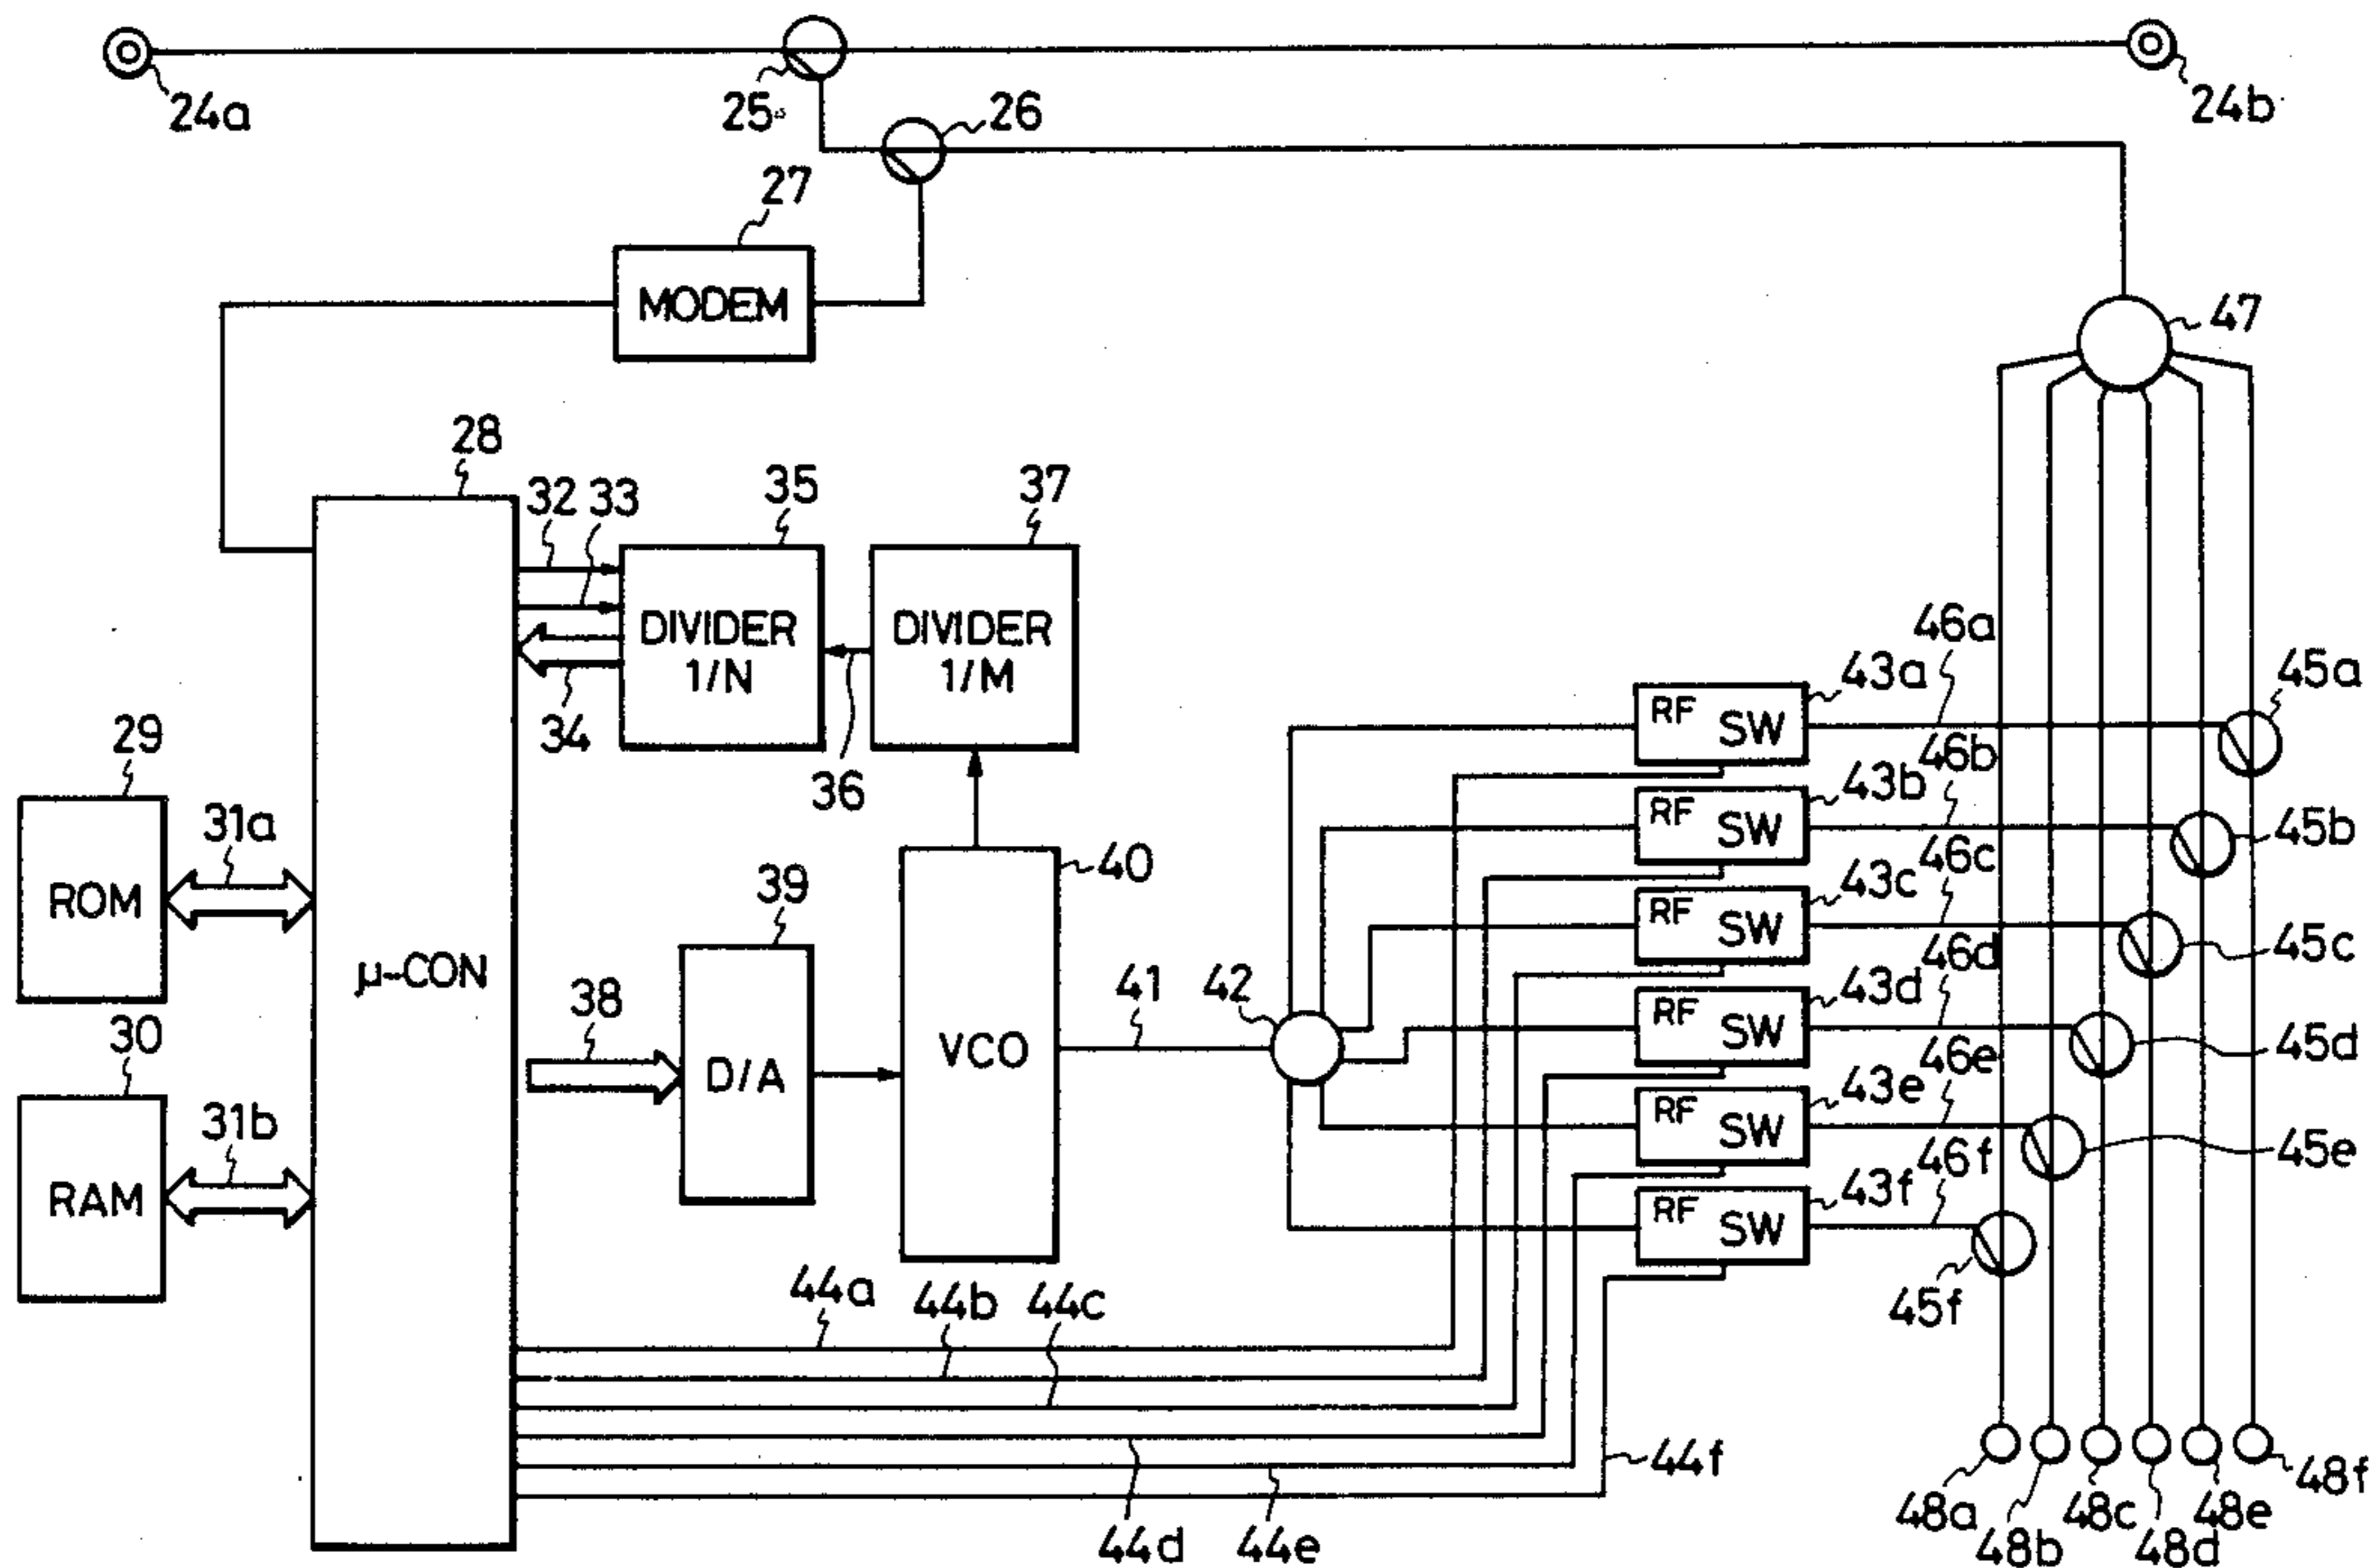 24a
25
24b
26
27
MODEM
47
28
32
33
35
37
DIVIDER
1/N
DIVIDER
1/M
34
36
46a
43a
45a
RF
SW
29
ROM
31a
μ-CON
46b
43b
45b
RF
SW
39
40
46c
43c
45c
RF
SW
38
D/A
VCO
41
42
46d
43d
45d
RF
SW
30
RAM
31b
46e
43e
45e
RF
SW
46f
43f
45f
RF
SW
44a
44b
44c
44f
44d
44e
48a
48b
48c
48d
48e
48f